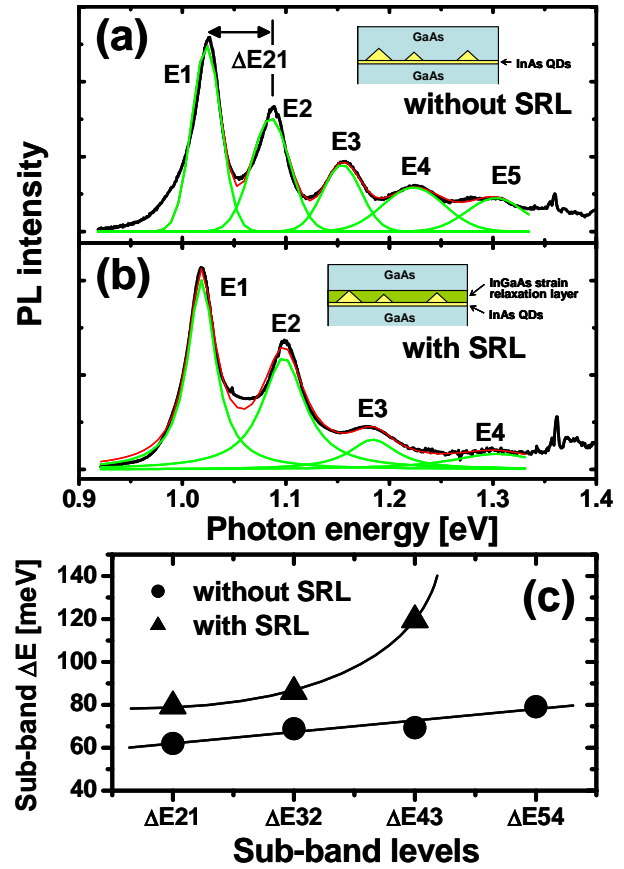 (a)
E1
ΔE21
E2
E3
E4
E5
GaAs
InAs QDs
GaAs
without SRL
PL intensity
(b)
E1
E2
E3
E4
GaAs
InGaAs strain
relaxation layer
InAs QDs
GaAs
with SRL
0.9 1.0 1.1 1.2 1.3 1.4
Photon energy [eV]
Sub-band ΔE [meV]
140
120
100
80
60
40
without SRL
with SRL
(c)
ΔE21 ΔE32 ΔE43 ΔE54
Sub-band levels